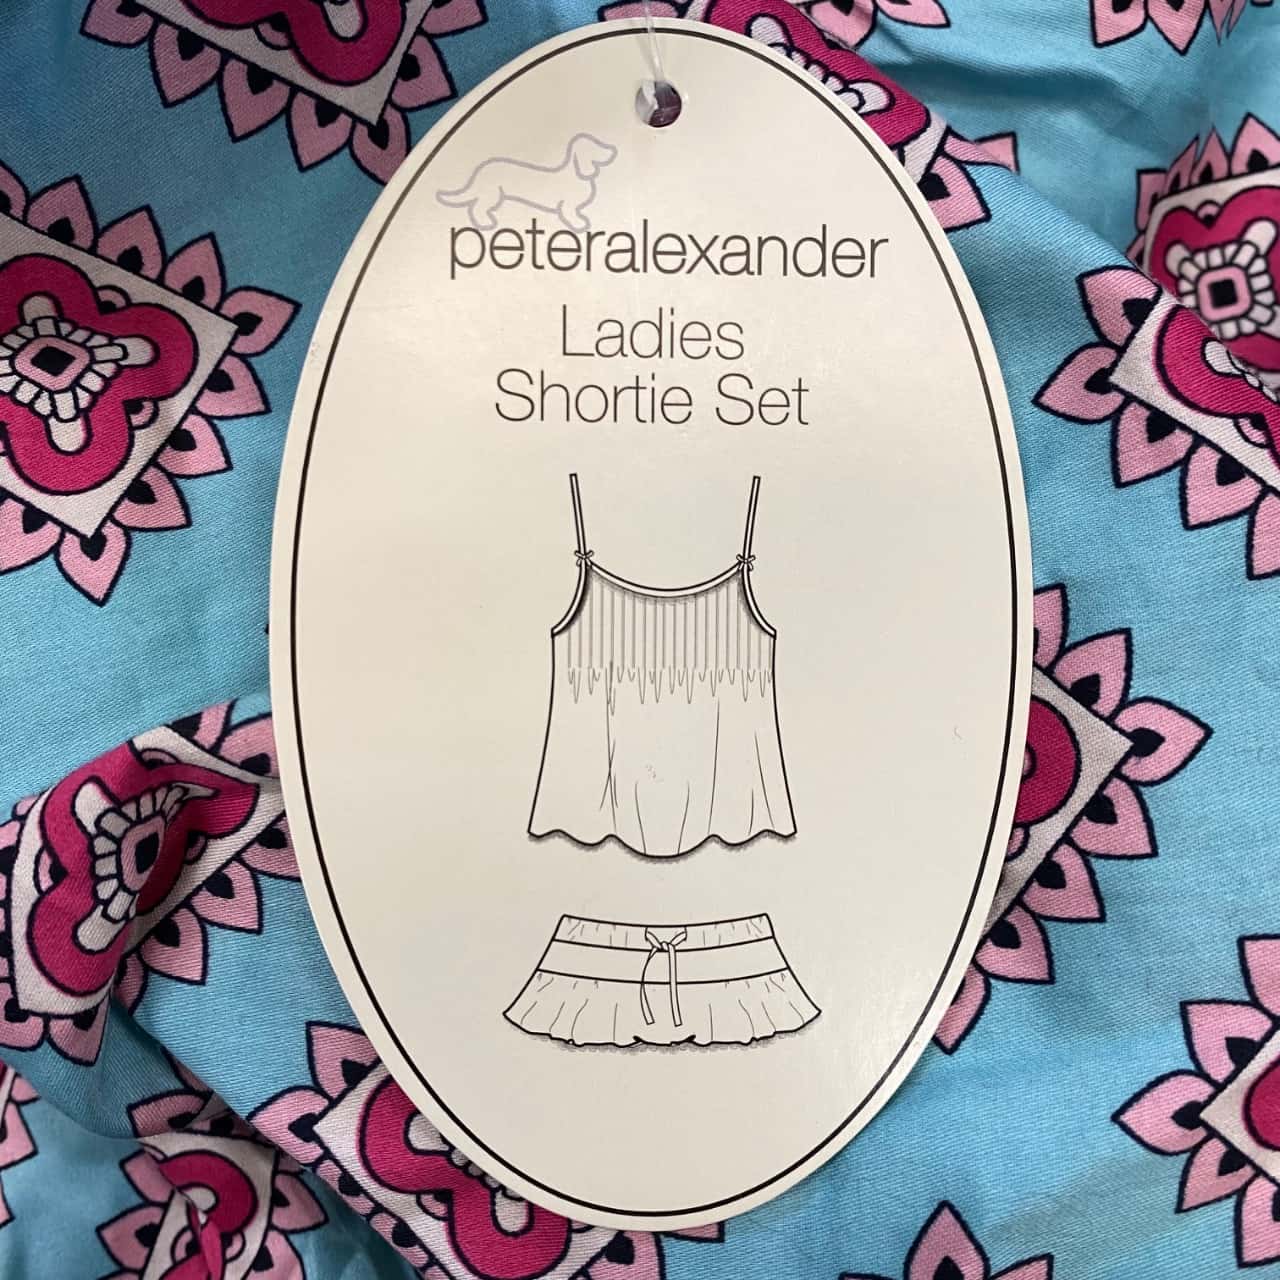 peteralexander
Ladies
Shortie Set